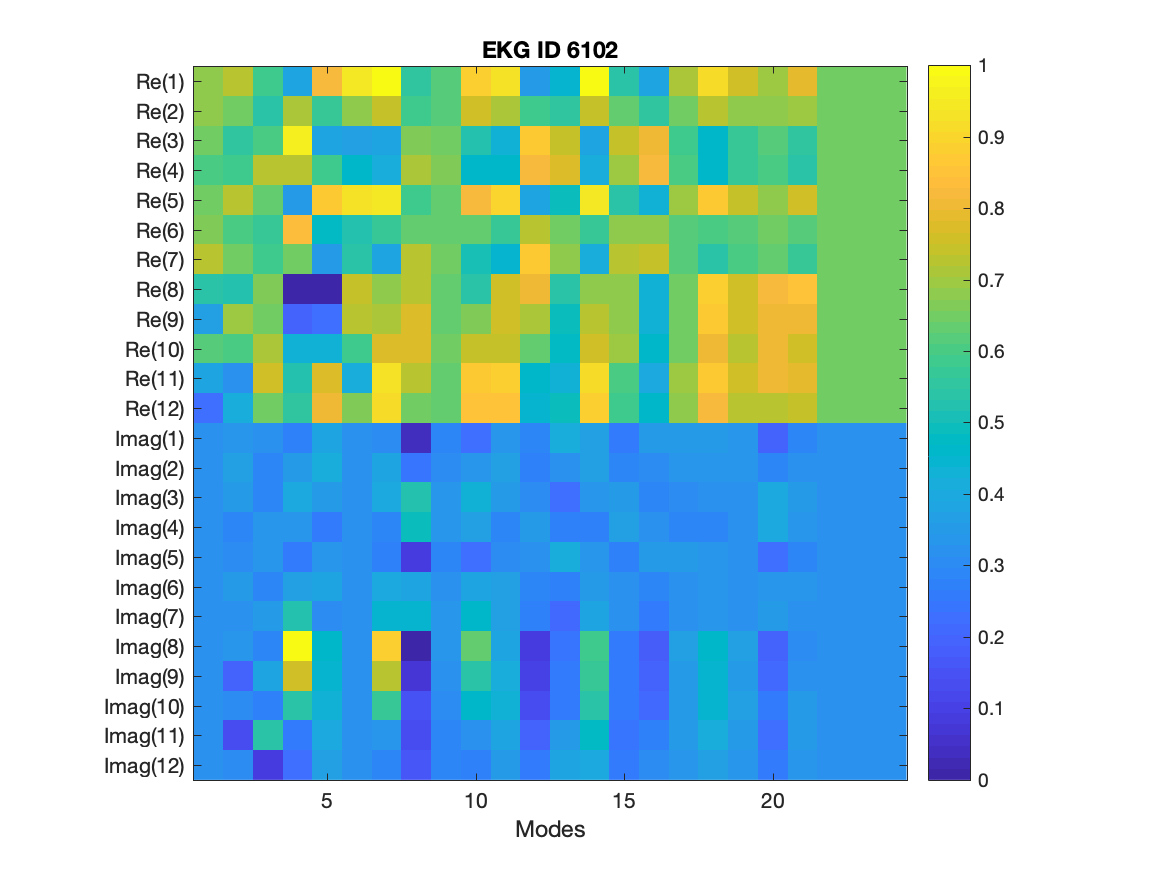 EKG ID 6102
Re(1)
Re(2)
Re(3)
Re(4)
Re(5)
Re(6)
Re(7)
Re(8)
Re(9)
Re(10)
Re(11)
Re(12)
Imag(1)
Imag(2)
Imag(3)
Imag(4)
Imag(5)
Imag(6)
Imag(7)
Imag(8)
Imag(9)
Imag(10)
Imag(11)
Imag(12)
5 10 15 20
Modes
1
0.9
0.8
0.7
0.6
0.5
0.4
0.3
0.2
0.1
0